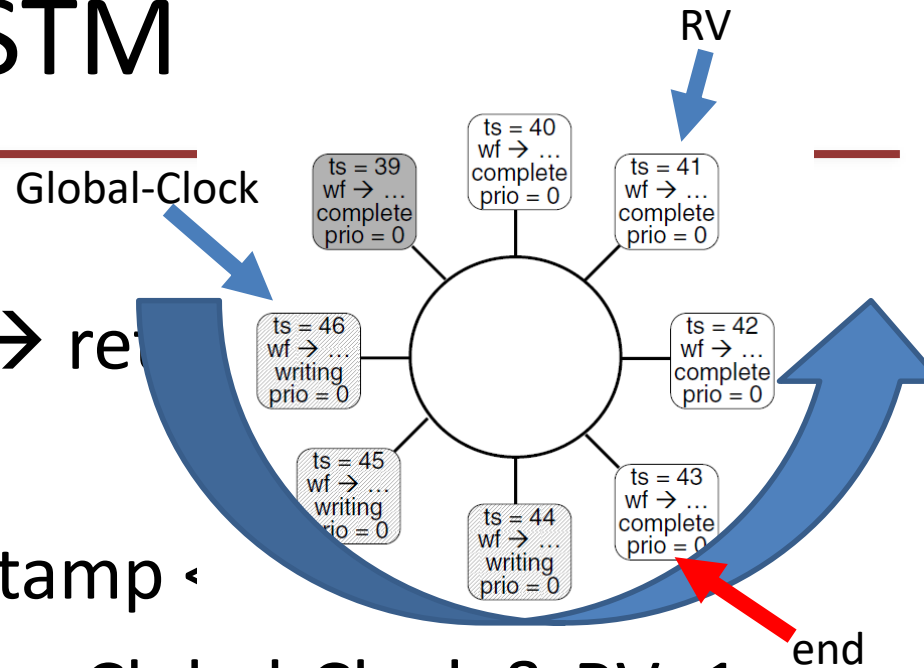 STM
RV
Global-Clock
ts = 40
wf → ...
complete
prio = 0
ts = 39
wf → ...
complete
prio = 0
ts = 41
wf → ...
complete
prio = 0
ts = 46
wf → ...
writing
prio = 0
ts = 42
wf → ...
complete
prio = 0
→ ret
ts = 45
wf → ...
writing
prio = 0
ts = 43
wf → ...
complete
prio = 0
ts = 44
wf → ...
writing
prio = 0
tamp <
end